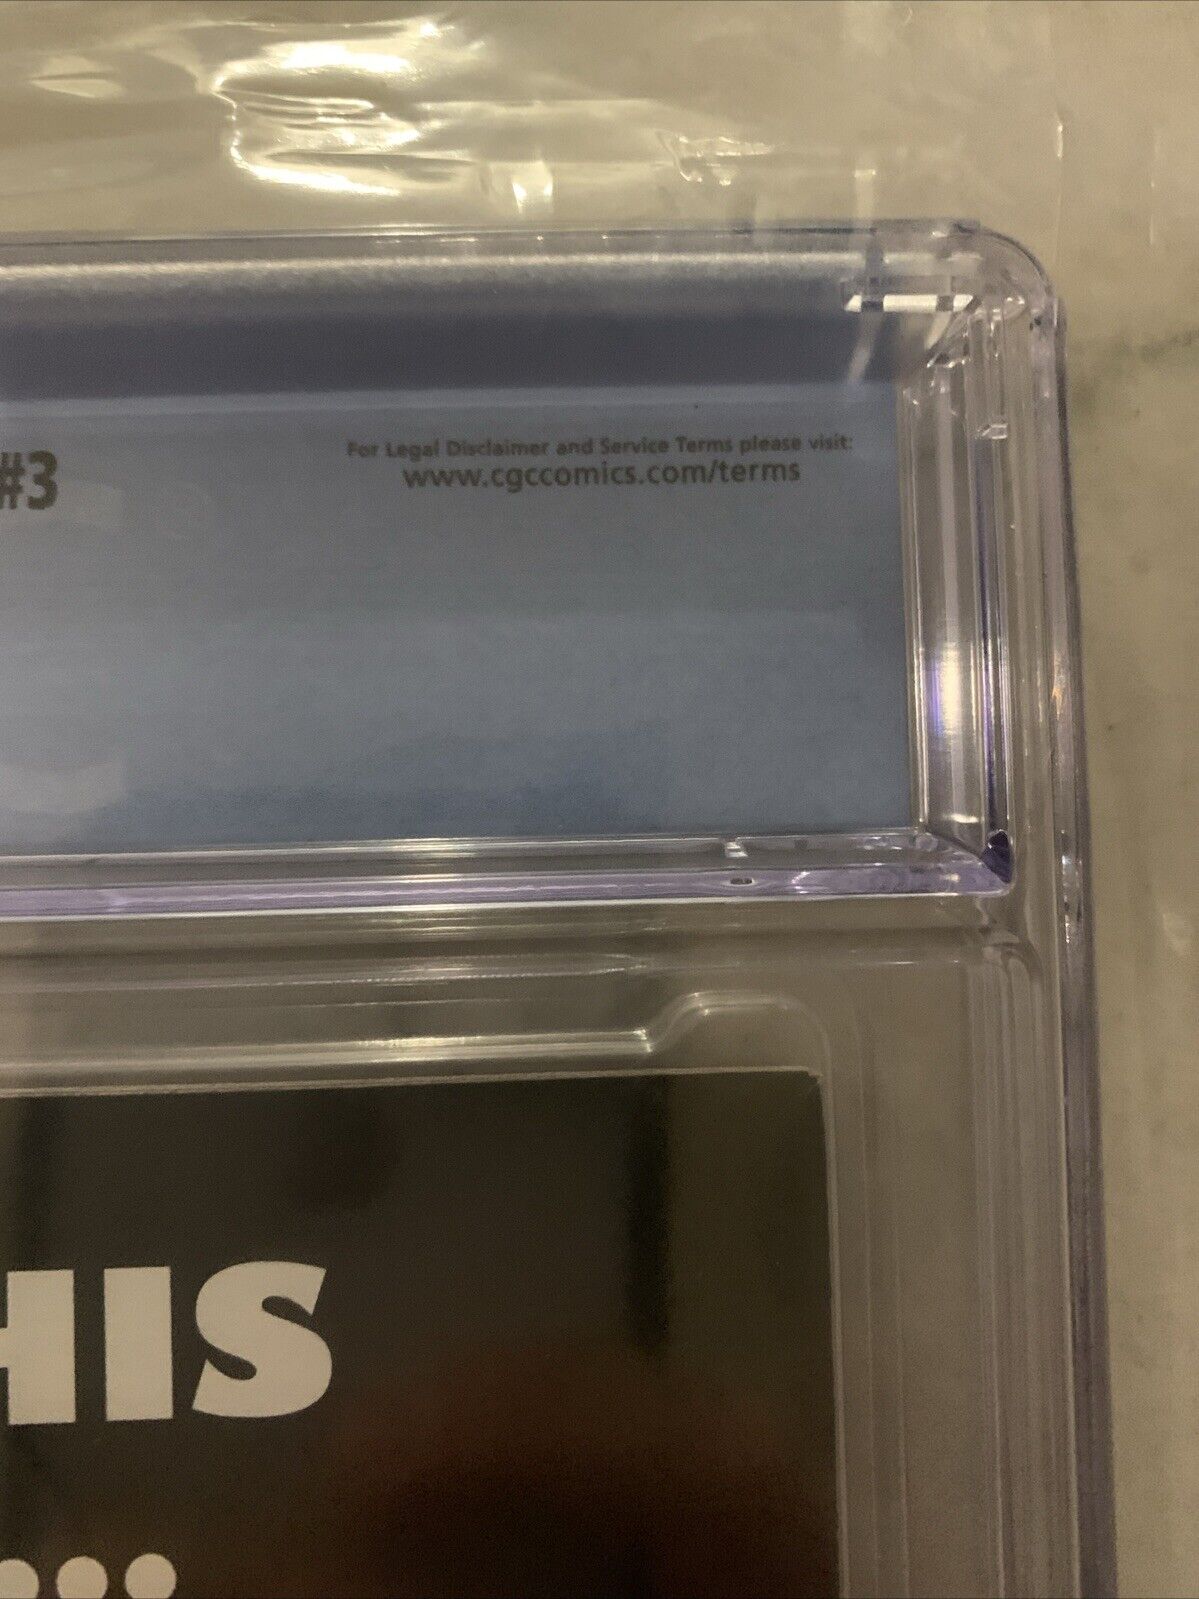 #3
For Legal Disclaimer and Service Terms please visit:
www.cgccomics.com/terms
HIS
...